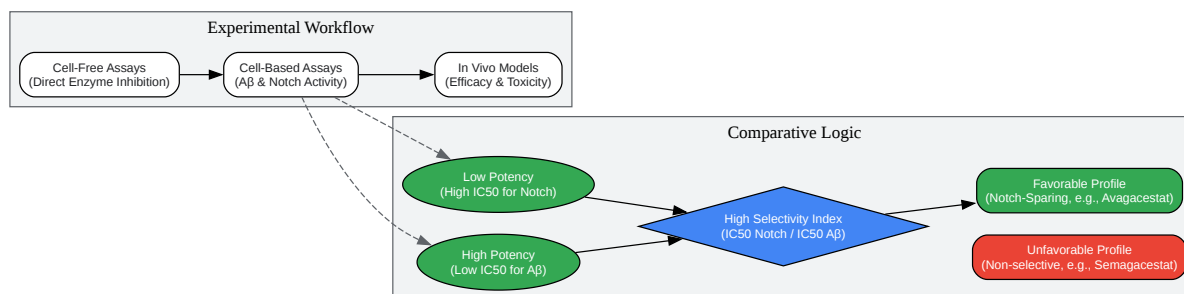 Experimental Workflow
Cell-Free Assays
(Direct Enzyme Inhibition)
Cell-Based Assays
(Aβ & Notch Activity)
In Vivo Models
(Efficacy & Toxicity)
Comparative Logic
Low Potency
(High IC50 for Notch)
High Potency
(Low IC50 for Aβ)
High Selectivity Index
(IC50 Notch / IC50 Aβ)
Favorable Profile
(Notch-Sparing, e.g., Avagacestat)
Unfavorable Profile
(Non-selective, e.g., Semagacestat)